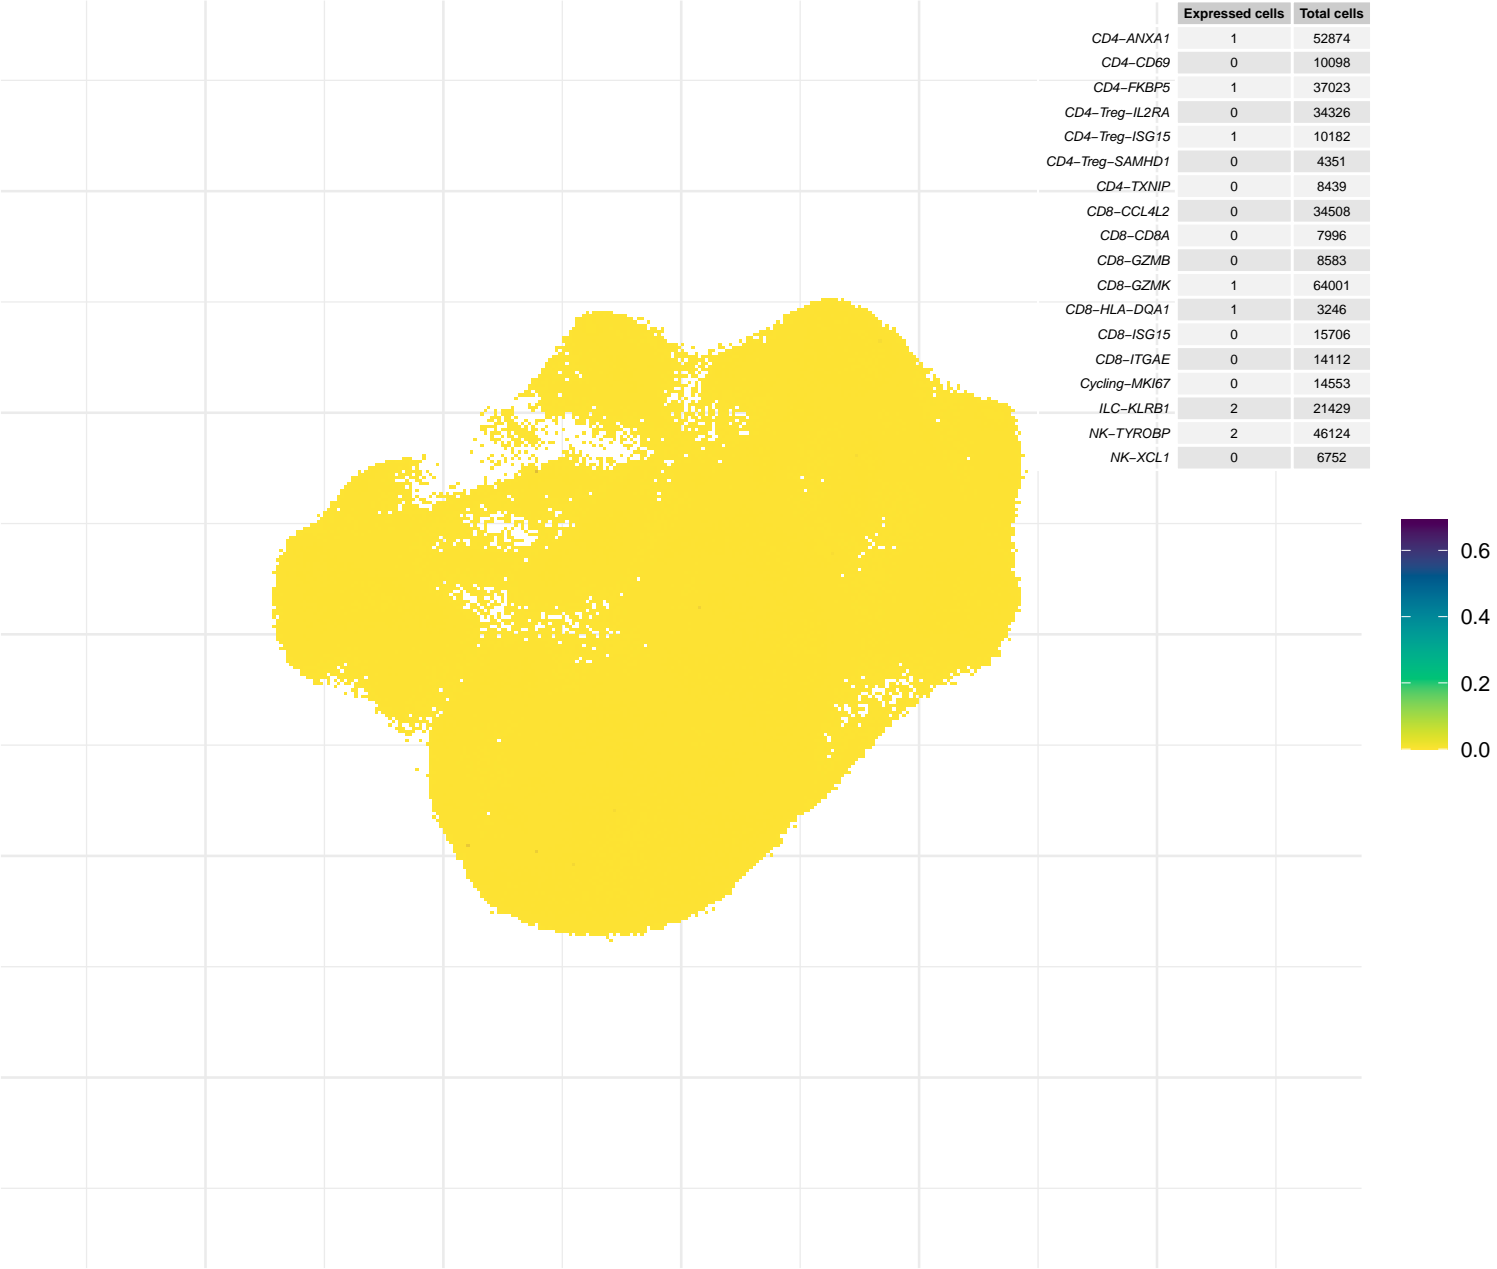 Expressed cells Total cells
CD4−ANXA1 1 52874
CD4−CD69 0 10098
CD4−FKBP5 1 37023
CD4−Treg−IL2RA 0 34326
CD4−Treg−ISG15 1 10182
CD4−Treg−SAMHD1 0 4351
CD4−TXNIP 0 8439
CD8−CCL4L2 0 34508
CD8−CD8A 0 7996
CD8−GZMB 0 8583
CD8−GZMK 1 64001
CD8−HLA−DQA1 1 3246
CD8−ISG15 0 15706
CD8−ITGAE 0 14112
Cycling−MKI67 0 14553
ILC−KLRB1 2 21429
NK−TYROBP 2 46124
NK−XCL1 0 6752
0.6
0.4
0.2
0.0